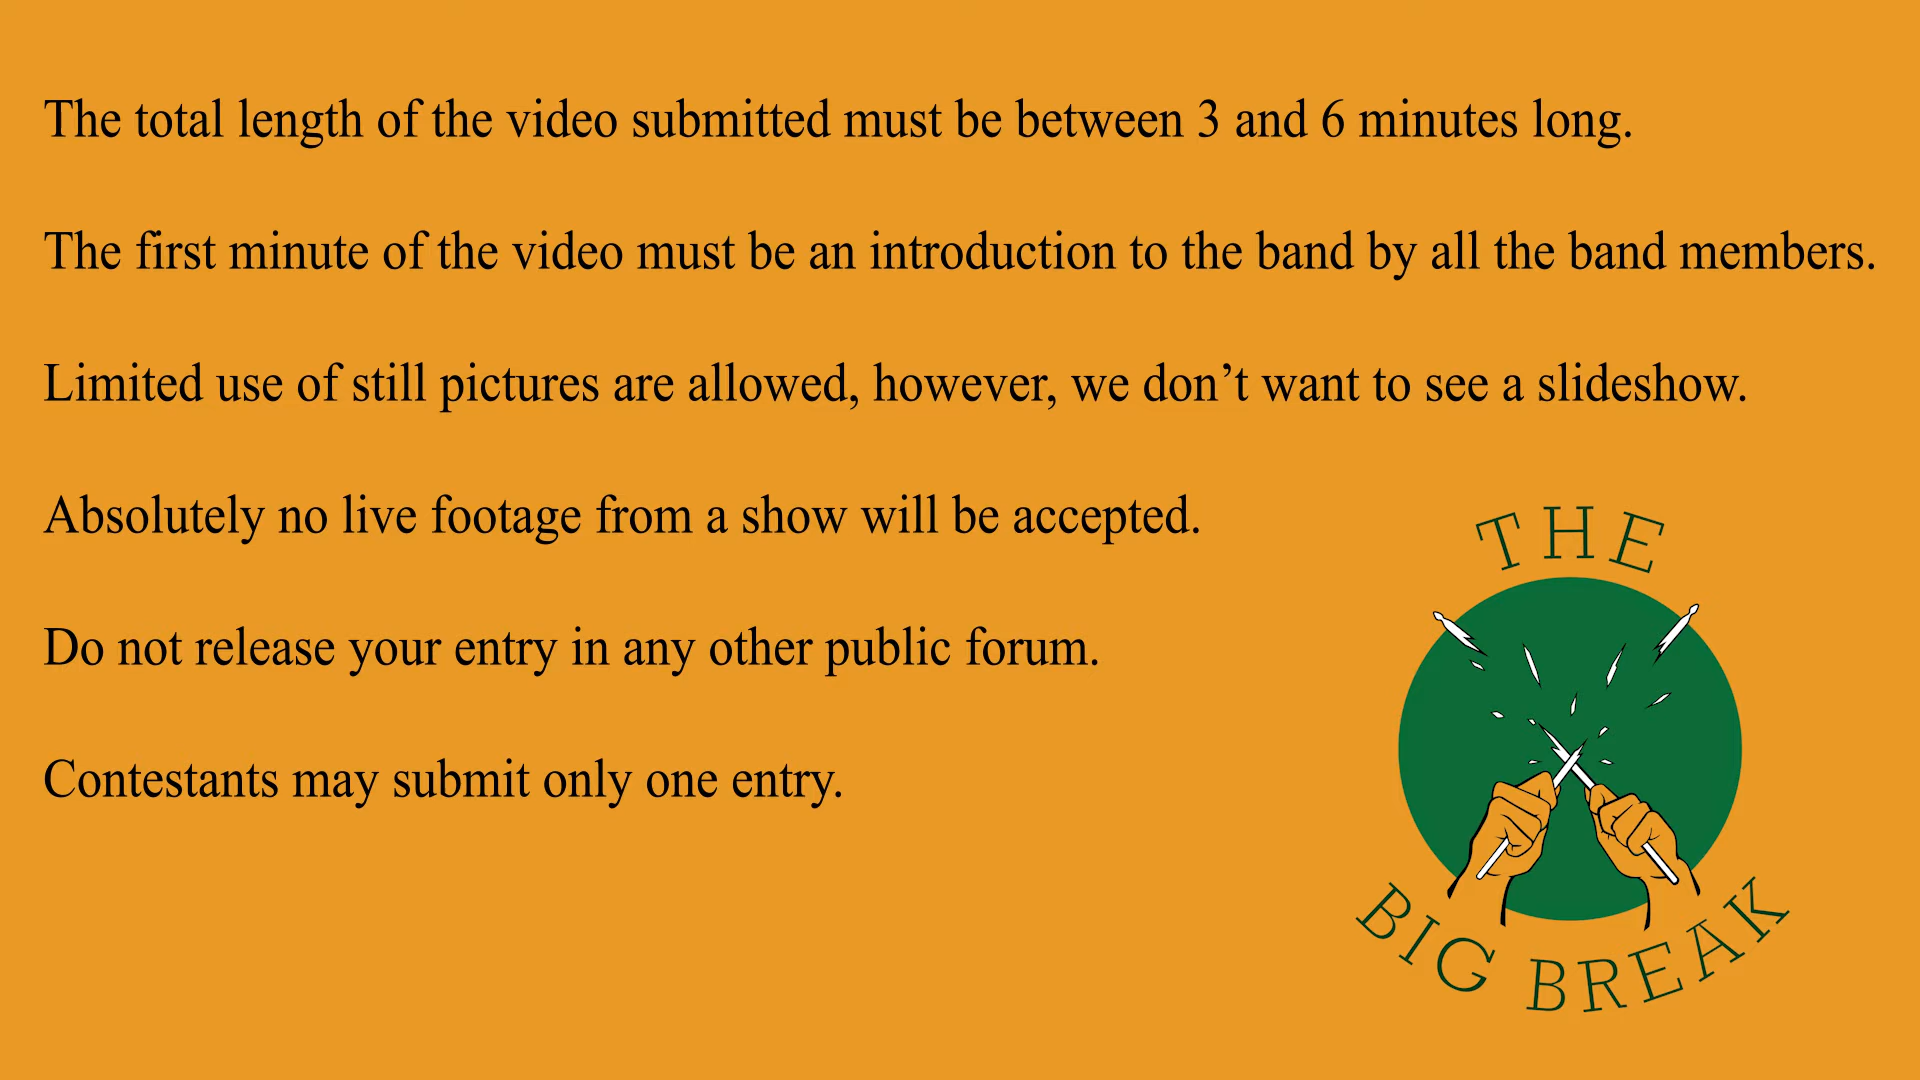 The total length of the video submitted must be between 3 and 6 minutes long.
The first minute of the video must be an introduction to the band by all the band members.
Limited use of still pictures are allowed, however, we don’t want to see a slideshow.
Absolutely no live footage from a show will be accepted.
Do not release your entry in any other public forum.
Contestants may submit only one entry.
THE
BIG BREAK